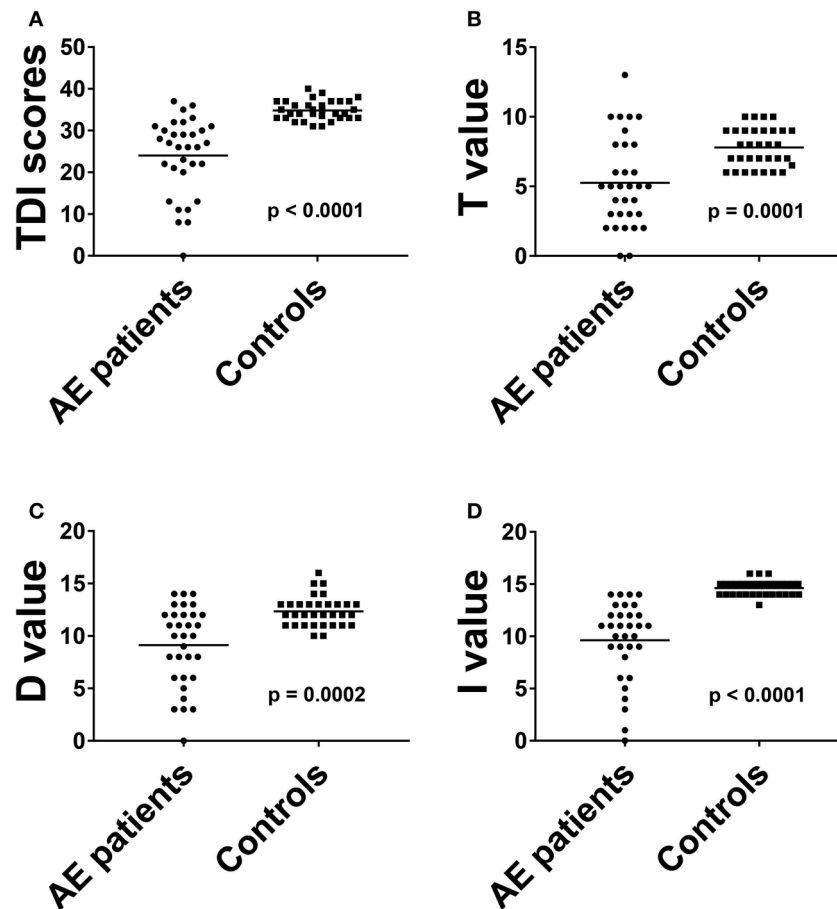 A
TDI scores
50
40
30
20
10
0
p < 0.0001
AE patients
Controls
B
T value
15
10
5
0
p = 0.0001
AE patients
Controls
C
D value
20
15
10
5
0
p = 0.0002
AE patients
Controls
D
I value
20
15
10
5
0
p < 0.0001
AE patients
Controls